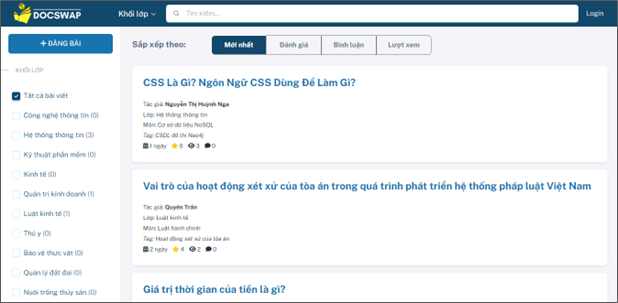 DOCSWAP
Khối lớp
Tìm kiếm...
Login
+ ĐĂNG BÀI
KHỐI LỚP
Tất cả bài viết
Công nghệ thông tin (0)
Hệ thống thông tin (3)
Kỹ thuật phần mềm (0)
Kinh tế (0)
Quản trị kinh doanh (1)
Luật kinh tế (1)
Thú y (0)
Bảo vệ thực vật (0)
Quản lý đất đai (0)
Nuôi trồng thủy sản (0)
Sắp xếp theo:
Mới nhất
Đánh giá
Bình luận
Lượt xem
CSS Là Gì? Ngôn Ngữ CSS Dùng Để Làm Gì?
Tác giả: Nguyễn Thị Huỳnh Nga
Lớp: Hệ thống thông tin
Môn: Cơ sở dữ liệu NoSQL
Tag: CSDL đồ thị Neo4j
1 ngày 0 3 0
Vai trò của hoạt động xét xử của tòa án trong quá trình phát triển hệ thống pháp luật Việt Nam
Tác giả: Quyên Trần
Lớp: Luật kinh tế
Môn: Luật hành chính
Tag: Hoạt động xét xử của tòa án
2 ngày 4 2 0
Giá trị thời gian của tiền là gì?